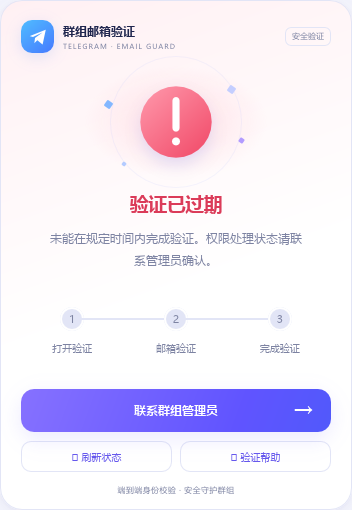 群组邮箱验证
TELEGRAM · EMAIL GUARD
安全验证
验证已过期
未能在规定时间内完成验证。权限处理状态请联
系管理员确认。
1 2 3
打开验证 邮箱验证 完成验证
联系群组管理员 →
刷新状态 验证帮助
端到端身份校验 · 安全守护群组